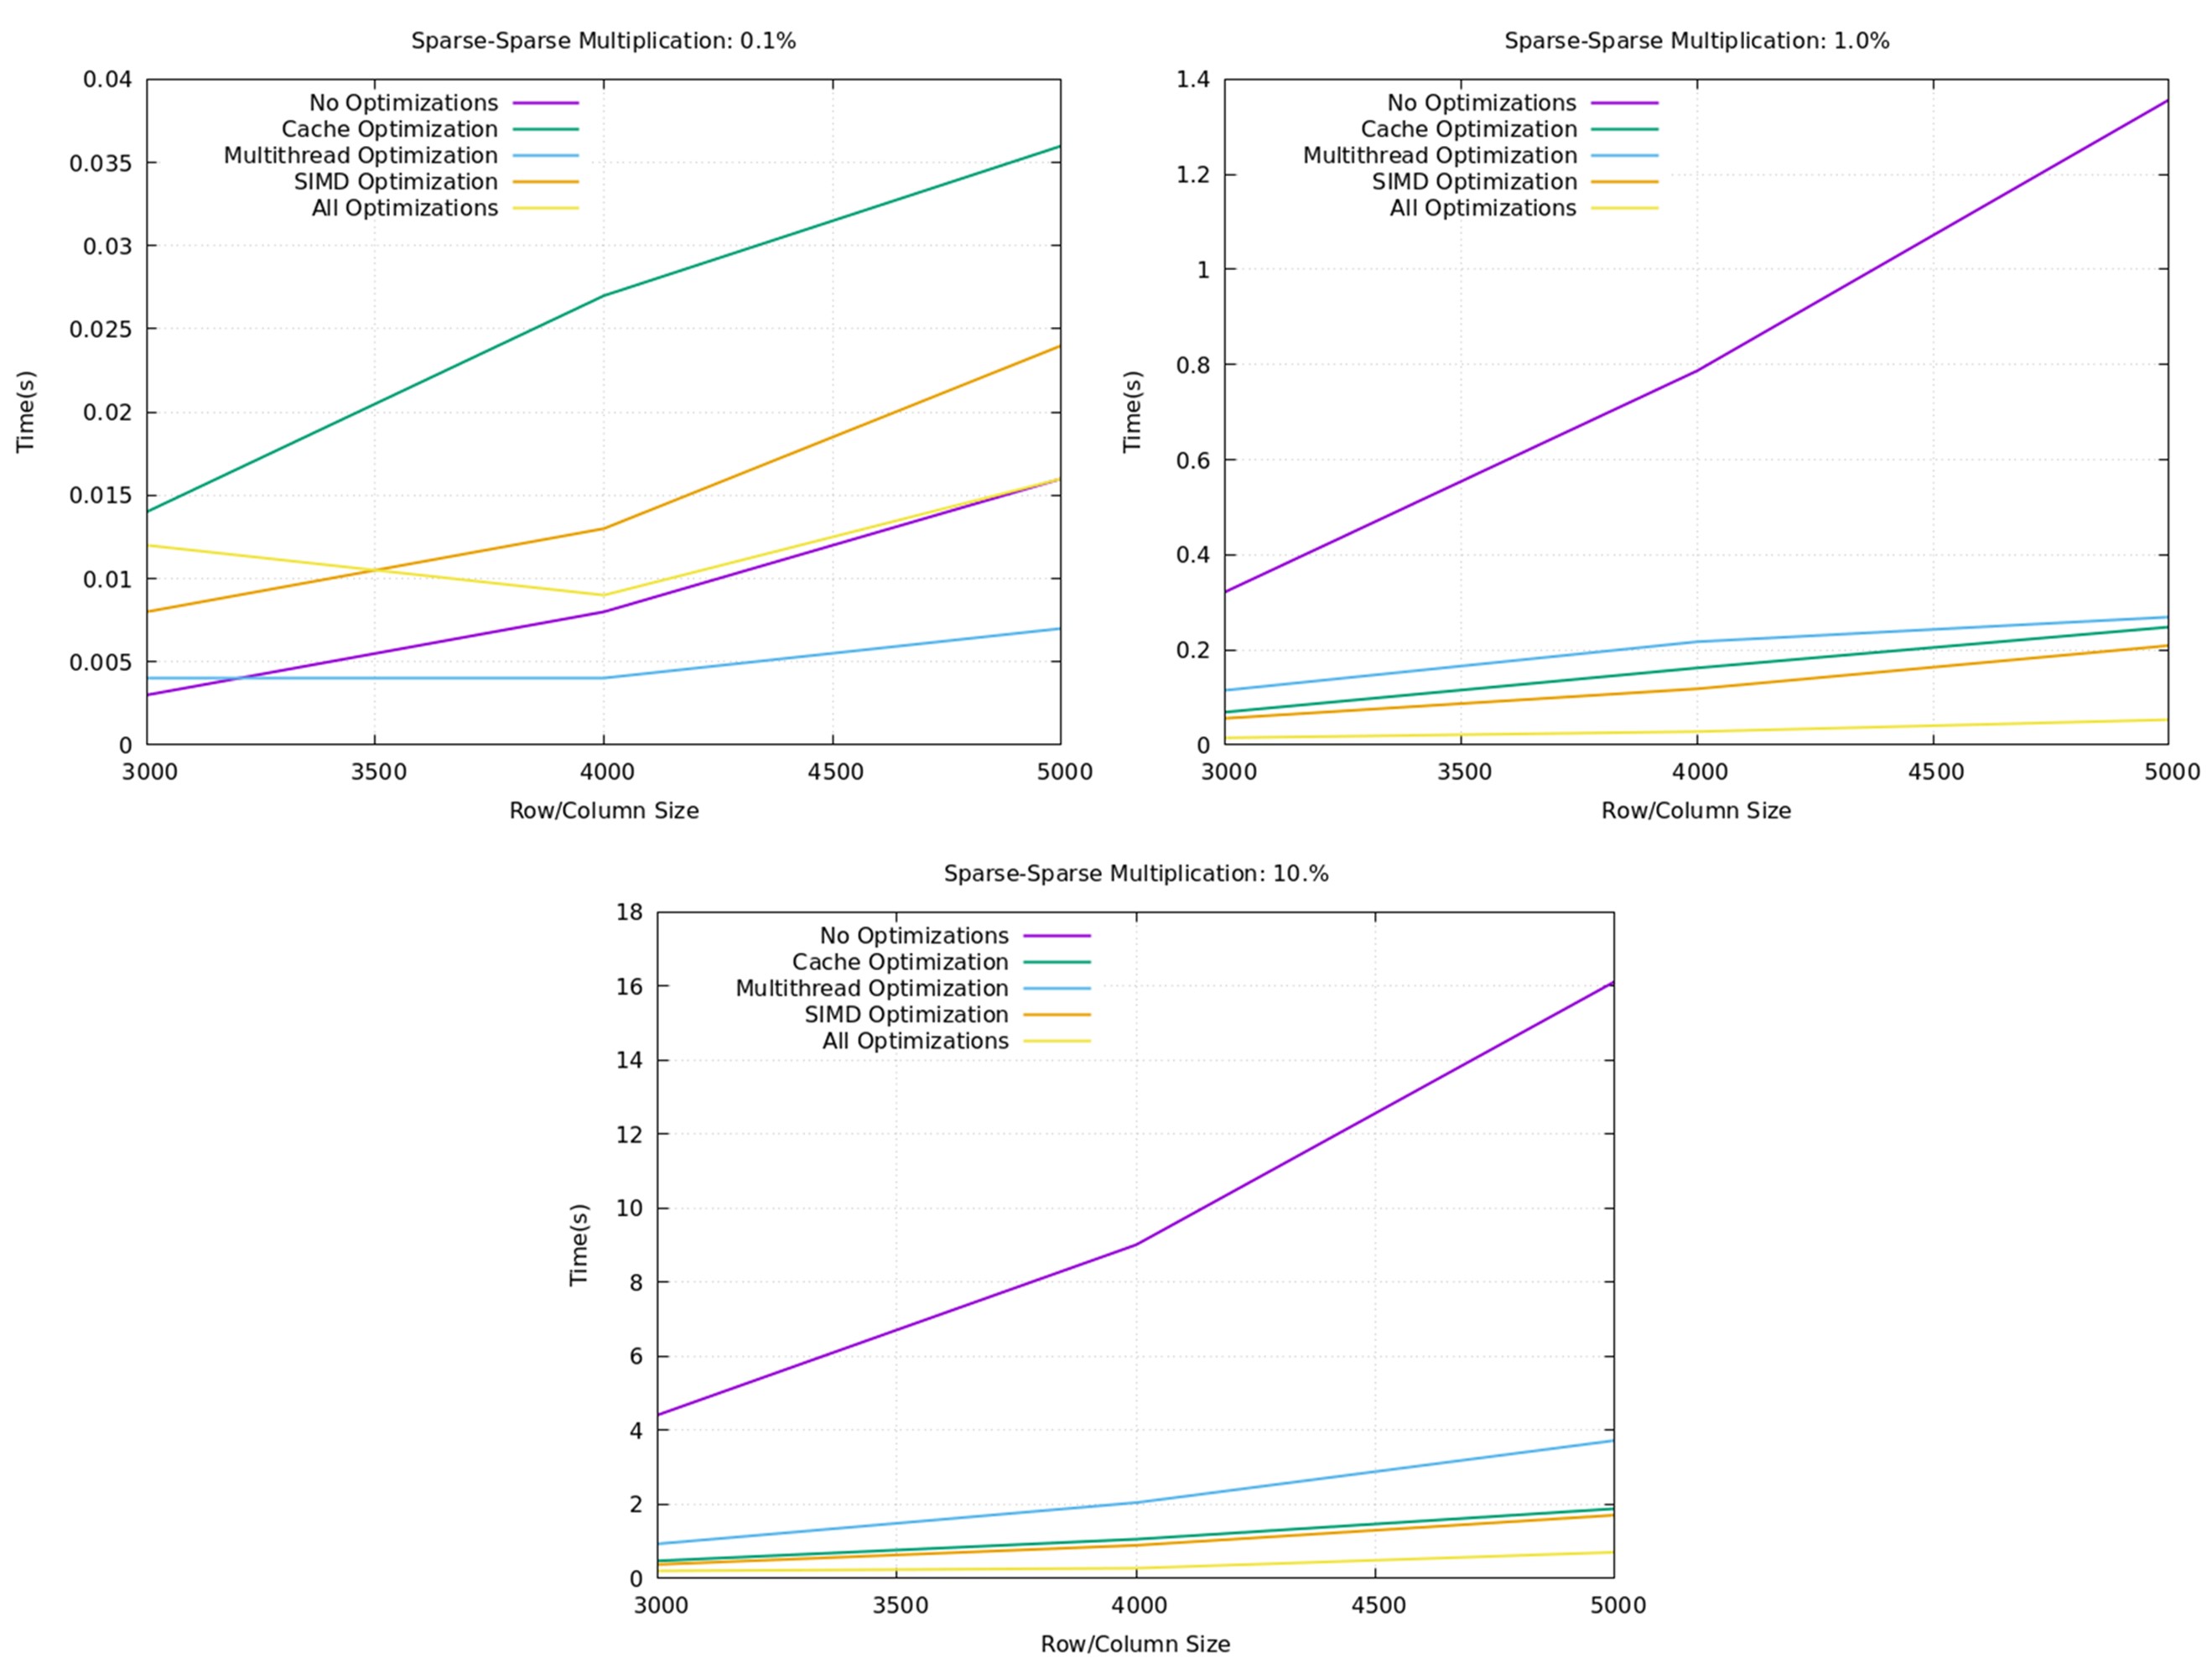 Sparse-Sparse Multiplication: 0.1%
0.04
0.035
0.03
0.025
0.02
0.015
0.01
0.005
0
Time(s)
No Optimizations
Cache Optimization
Multithread Optimization
SIMD Optimization
All Optimizations
3000 3500 4000 4500 5000
Row/Column Size
Sparse-Sparse Multiplication: 1.0%
1.4
1.2
1
0.8
0.6
0.4
0.2
0
Time(s)
No Optimizations
Cache Optimization
Multithread Optimization
SIMD Optimization
All Optimizations
3000 3500 4000 4500 5000
Row/Column Size
Sparse-Sparse Multiplication: 10.%
18
16
14
12
10
8
6
4
2
0
Time(s)
No Optimizations
Cache Optimization
Multithread Optimization
SIMD Optimization
All Optimizations
3000 3500 4000 4500 5000
Row/Column Size